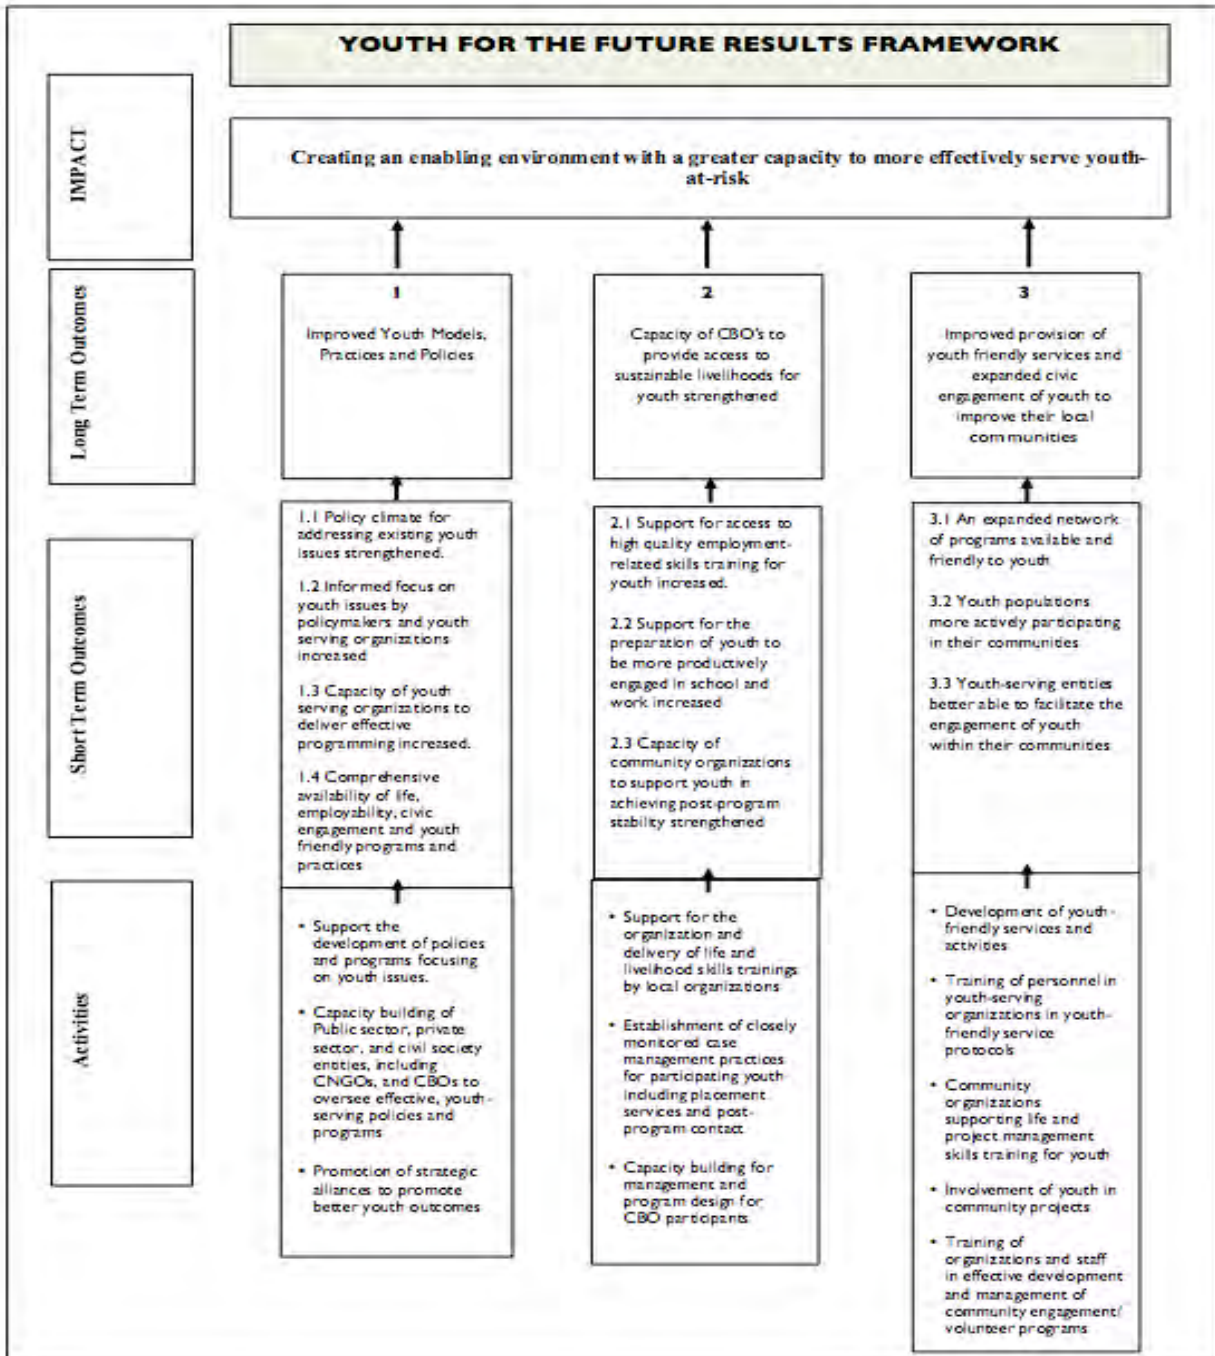 YOUTH FOR THE FUTURE RESULTS FRAMEWORK
IMPACT
Creating an enabling environment with a greater capacity to more effectively serve youth-
at-risk
Long Term Outcomes
1
Improved Youth Models,
Practices and Policies
2
Capacity of CBO's to
provide access to
sustainable livelihoods for
youth strengthened
3
Improved provision of
youth friendly services and
expanded civic
engagement of youth to
improve their local
communities
Short Term Outcomes
1.1 Policy climate for
addressing existing youth
issues strengthened.
1.2 Informed focus on
youth issues by
policymakers and youth
serving organizations
increased
1.3 Capacity of youth
serving organizations to
deliver effective
programming increased.
1.4 Comprehensive
availability of life,
employability, civic
engagement and youth
friendly programs and
practices
2.1 Support for access to
high quality employment-
related skills training for
youth increased.
2.2 Support for the
preparation of youth to
be more productively
engaged in school and
work increased
2.3 Capacity of
community organizations
to support youth in
achieving post-program
stability strengthened
3.1 An expanded network
of programs available and
friendly to youth
3.2 Youth populations
more actively participating
in their communities
3.3 Youth-serving entities
better able to facilitate the
engagement of youth
within their communities
Activities
• Support the
development of policies
and programs focusing
on youth issues.
• Capacity building of
Public sector, private
sector, and civil society
entities, including
CNGOs, and CBOs to
oversee effective, youth-
serving policies and
programs
• Promotion of strategic
alliances to promote
better youth outcomes
• Support for the
organization and
delivery of life and
livelihood skills trainings
by local organizations
• Establishment of closely
monitored case
management practices
for participating youth
including placement
services and post-
program contact
• Capacity building for
management and
program design for
CBO participants
• Development of youth-
friendly services and
activities
• Training of personnel in
youth-serving
organizations in youth-
friendly service
protocols
• Community
organizations
supporting life and
project management
skills training for youth
• Involvement of youth in
community projects
• Training of
organizations and staff
in effective development
and management of
community engagement/
volunteer programs